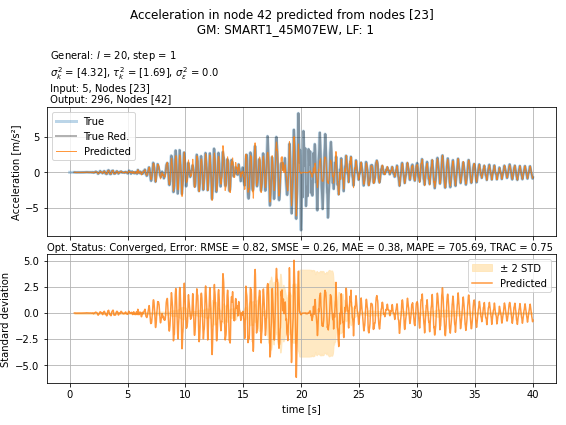 Acceleration in node 42 predicted from nodes [23]
GM: SMART1_45M07EW, LF: 1
General: l = 20, step = 1
σ²ₖ = [4.32], τ²ₖ = [1.69], σ²ε = 0.0
Input: 5, Nodes [23]
Output: 296, Nodes [42]
True
True Red.
Predicted
Acceleration [m/s²]
5
0
−5
Opt. Status: Converged, Error: RMSE = 0.82, SMSE = 0.26, MAE = 0.38, MAPE = 705.69, TRAC = 0.75
± 2 STD
Predicted
Standard deviation
5.0
2.5
0.0
−2.5
−5.0
0 5 10 15 20 25 30 35 40
time [s]